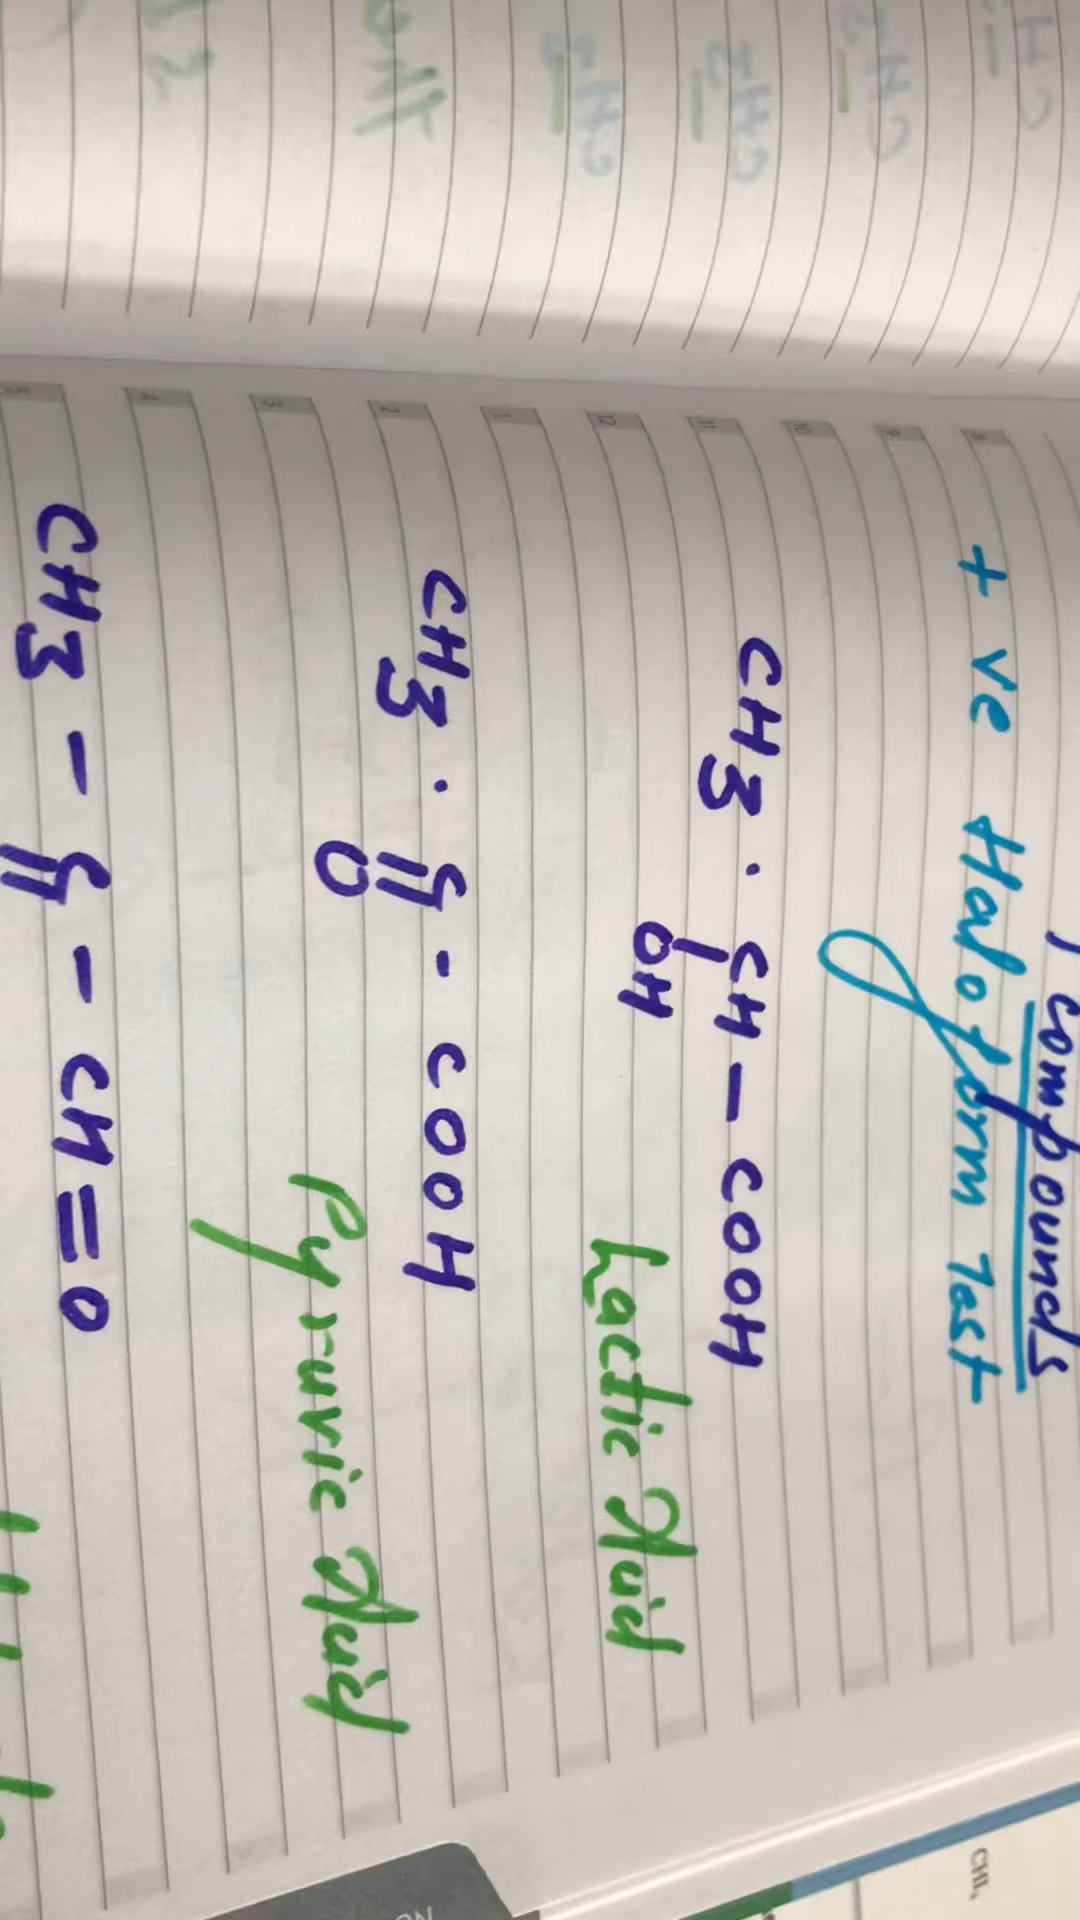 compounds
+ ve Haloform Test
CH3 · CH — COOH
OH
Lactic Acid
CH3 · C - COOH
O
Pyruvic Acid
CH3 — C — CH = O